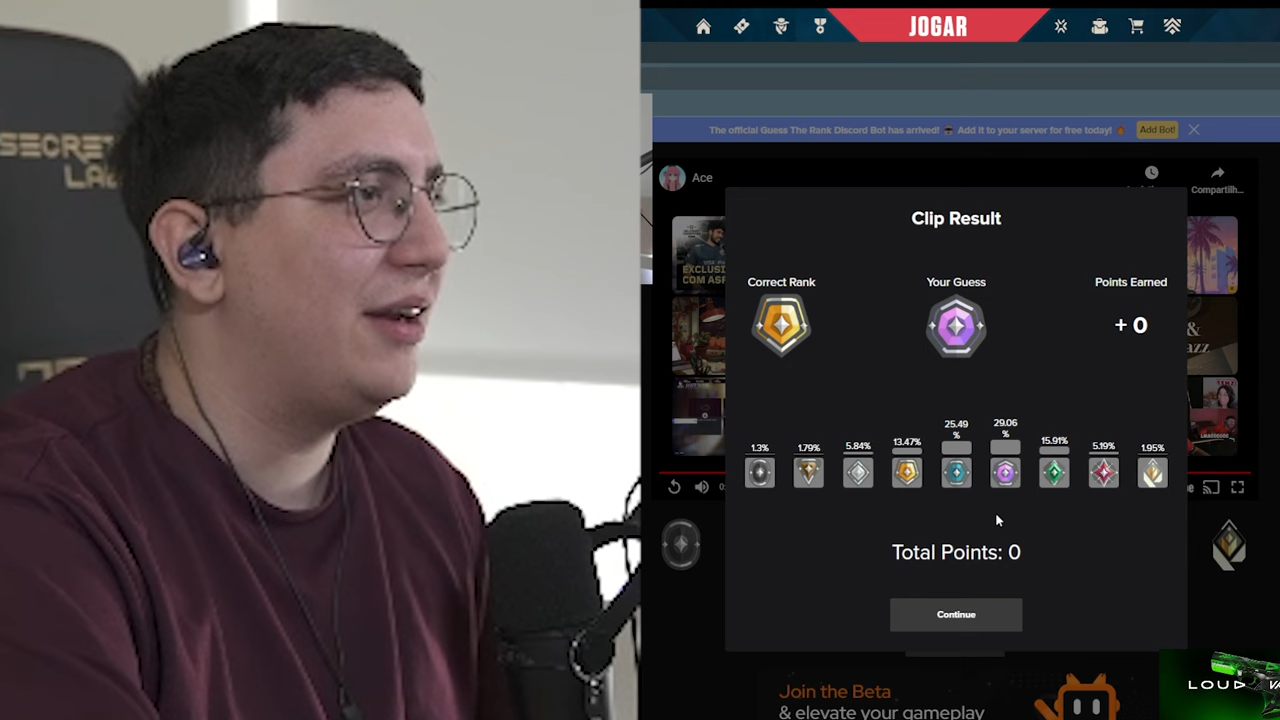 SECRET
LAB
JOGAR
The official Guess The Rank Discord Bot has arrived! Add it to your server for free today!
Add Bot!
Ace
Compartilh...
EXCLUSI
COM ASP
Clip Result
Correct Rank
Your Guess
Points Earned
+ 0
1.3%
1.79%
5.84%
13.47%
25.49
%
29.06
%
15.91%
5.19%
1.95%
Total Points: 0
Continue
Join the Beta
& elevate your gameplay
LOUD